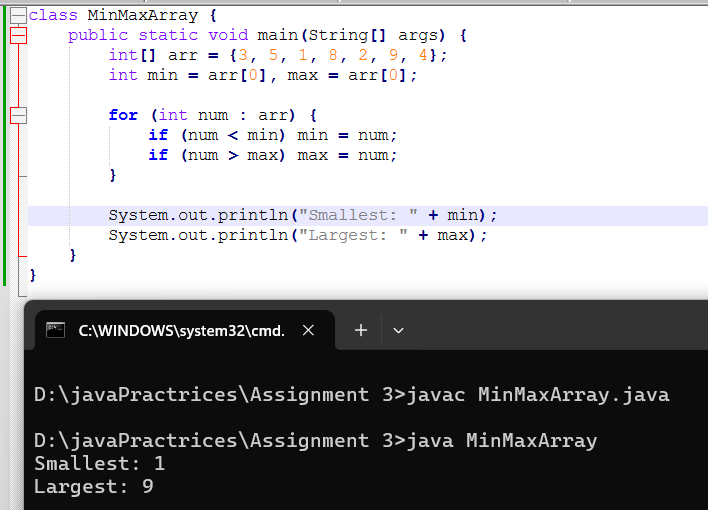 class MinMaxArray {
    public static void main(String[] args) {
        int[] arr = {3, 5, 1, 8, 2, 9, 4};
        int min = arr[0], max = arr[0];
        for (int num : arr) {
            if (num < min) min = num;
            if (num > max) max = num;
        }
        System.out.println("Smallest: " + min);
        System.out.println("Largest: " + max);
    }
}
C:\WINDOWS\system32\cmd.
D:\javaPractrices\Assignment 3>javac MinMaxArray.java
D:\javaPractrices\Assignment 3>java MinMaxArray
Smallest: 1
Largest: 9